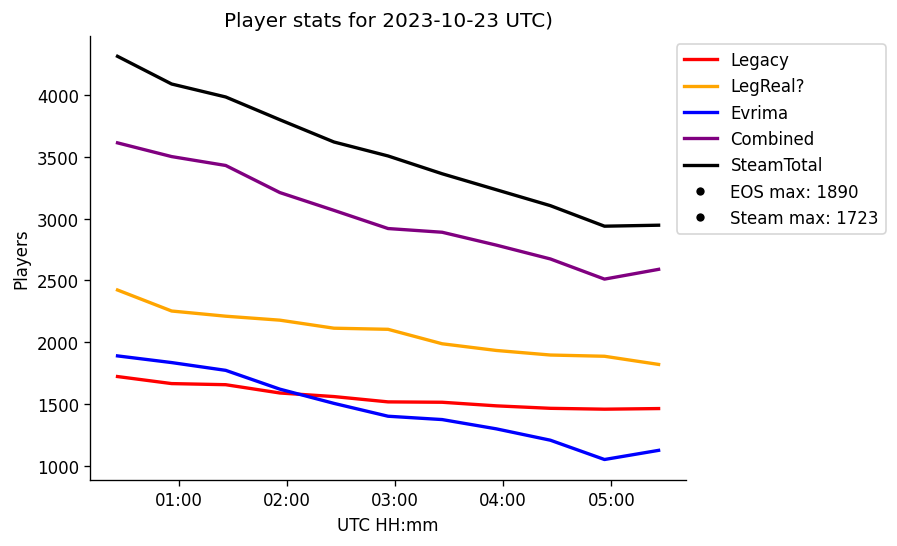 Player stats for 2023-10-23 UTC)
Players
4000
3500
3000
2500
2000
1500
1000
01:00 02:00 03:00 04:00 05:00
UTC HH:mm
Legacy
LegReal?
Evrima
Combined
SteamTotal
EOS max: 1890
Steam max: 1723